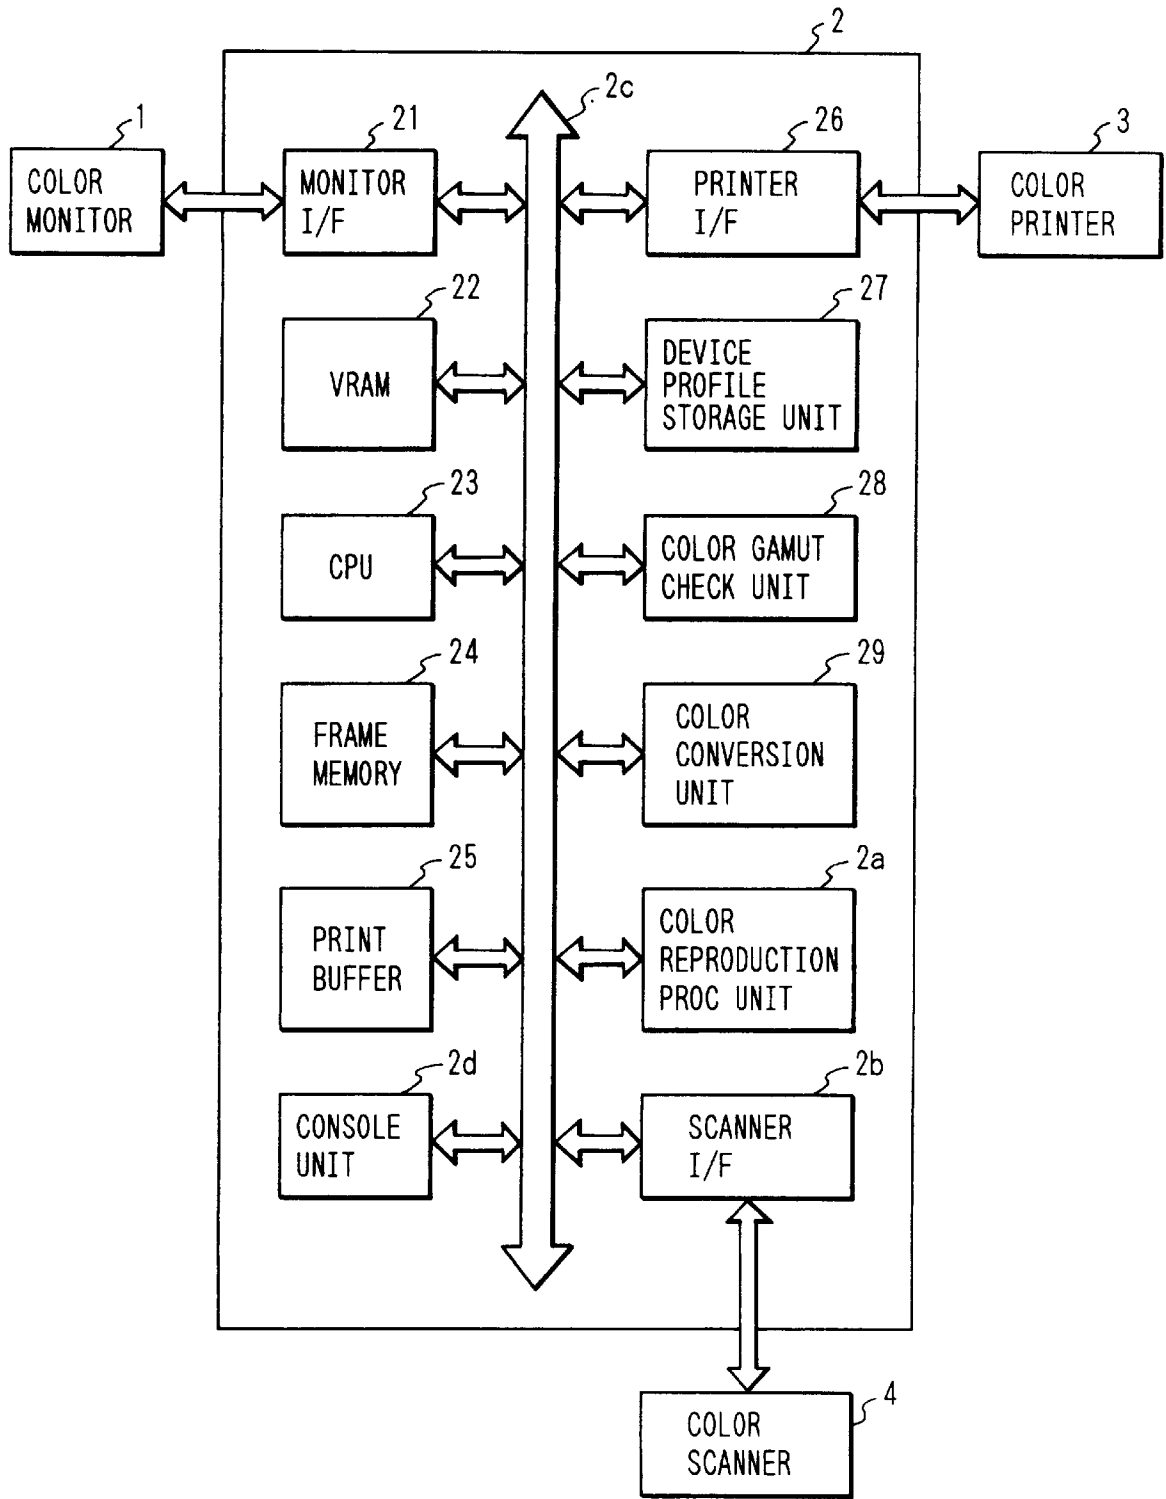 2
2c
1
COLOR
MONITOR
21
MONITOR
I/F
26
PRINTER
I/F
3
COLOR
PRINTER
22
VRAM
27
DEVICE
PROFILE
STORAGE UNIT
23
CPU
28
COLOR GAMUT
CHECK UNIT
24
FRAME
MEMORY
29
COLOR
CONVERSION
UNIT
25
PRINT
BUFFER
2a
COLOR
REPRODUCTION
PROC UNIT
2d
CONSOLE
UNIT
2b
SCANNER
I/F
4
COLOR
SCANNER